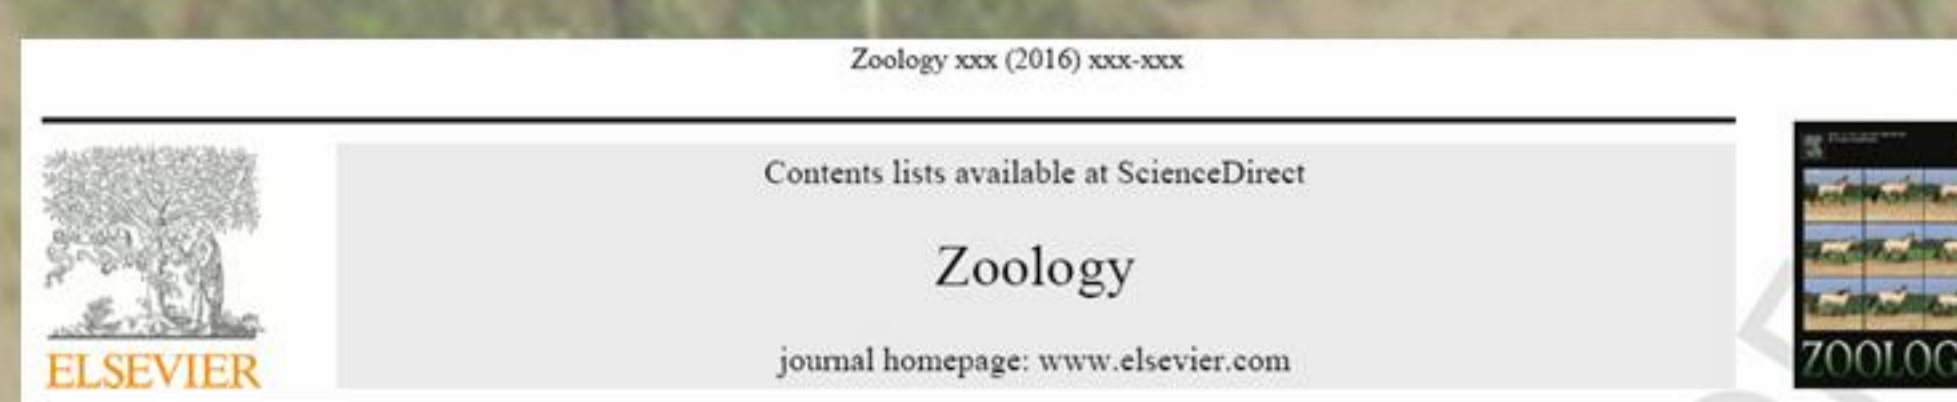 Zoology xxx (2016) xxx-xxx
Contents lists available at ScienceDirect
Zoology
journal homepage: www.elsevier.com
ELSEVIER
ZOOLOG